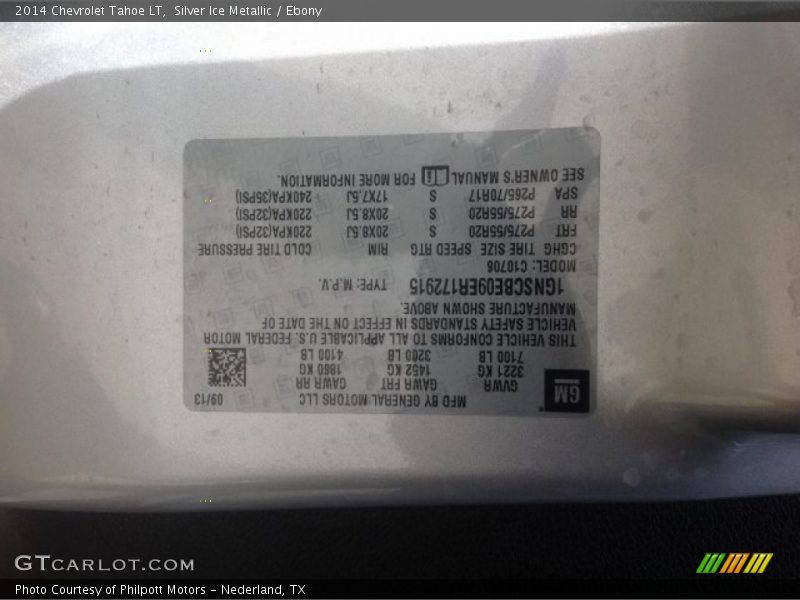 2014 Chevrolet Tahoe LT, Silver Ice Metallic / Ebony
MFD BY GENERAL MOTORS LLC 09/13
GM
GVWR GAWR FRT GAWR RR
3221 KG 1452 KG 1860 KG
7100 LB 3200 LB 4100 LB
THIS VEHICLE CONFORMS TO ALL APPLICABLE U.S. FEDERAL MOTOR
VEHICLE SAFETY STANDARDS IN EFFECT ON THE DATE OF
MANUFACTURE SHOWN ABOVE.
1GNSCBE09ER172915 TYPE: M.P.V.
MODEL: C10706
CGHG TIRE SIZE SPEED RTG RIM COLD TIRE PRESSURE
FRT P275/55R20 S 20X8.5J 220KPA(32PSI)
RR P275/55R20 S 20X8.5J 220KPA(32PSI)
SPA P265/70R17 S 17X7.5J 240KPA(35PSI)
SEE OWNER'S MANUAL FOR MORE INFORMATION.
GTCARLOT.COM
Photo Courtesy of Philpott Motors - Nederland, TX